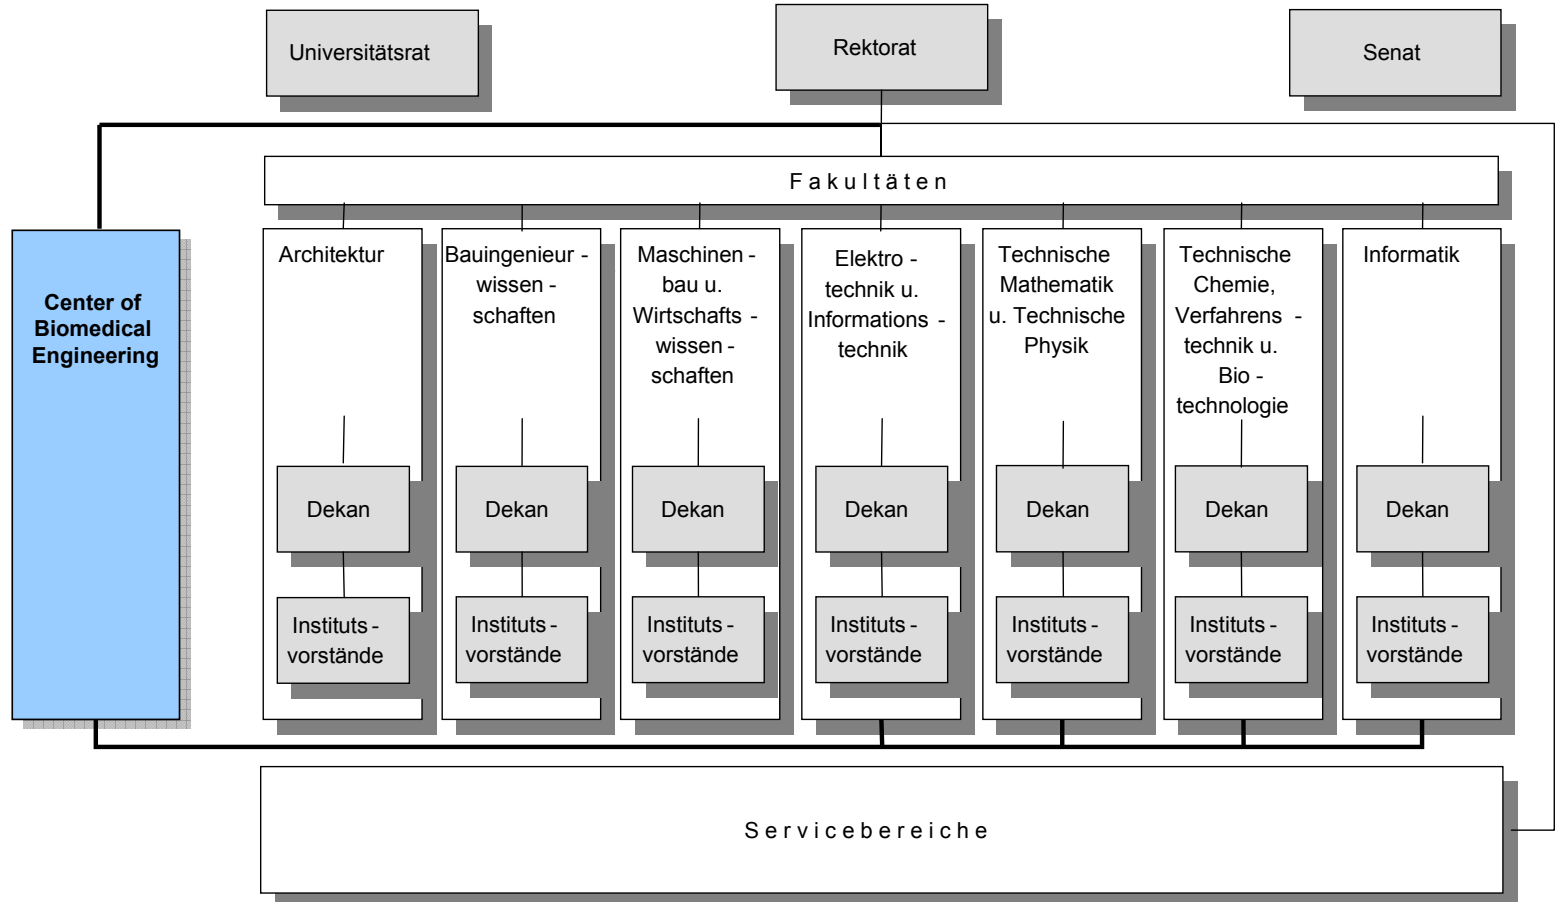 Universitätsrat
Rektorat
Senat
Fakultäten
Center of
Biomedical
Engineering
Architektur
Bauingenieur -
wissen -
schaften
Maschinen -
bau u.
Wirtschafts -
wissen -
schaften
Elektro -
technik u.
Informations -
technik
Technische
Mathematik
u. Technische
Physik
Technische
Chemie,
Verfahrens -
technik u.
Bio -
technologie
Informatik
Dekan
Dekan
Dekan
Dekan
Dekan
Dekan
Dekan
Instituts -
vorstände
Instituts -
vorstände
Instituts -
vorstände
Instituts -
vorstände
Instituts -
vorstände
Instituts -
vorstände
Instituts -
vorstände
Servicebereiche